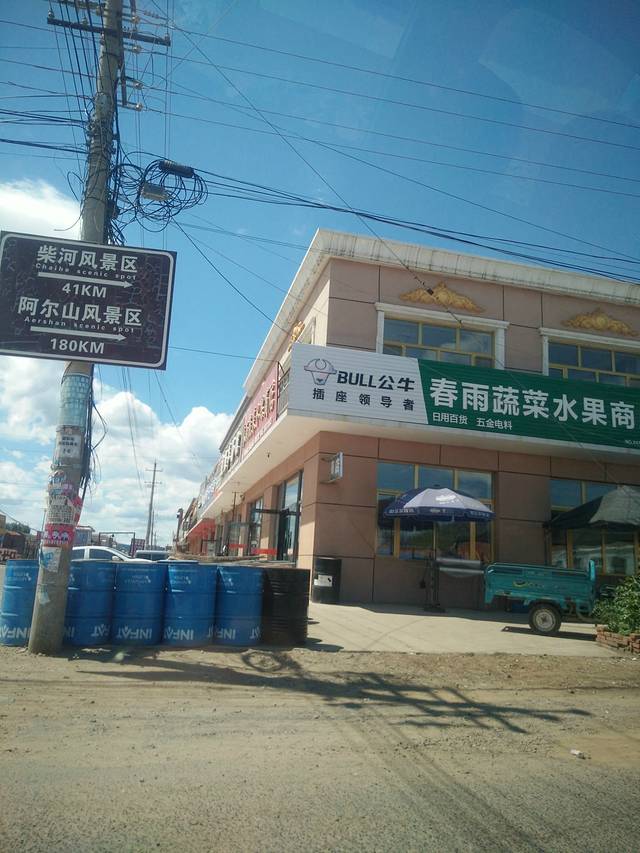 柴河风景区
Chaihe scenic spot
41KM
阿尔山风景区
Aershan scenic spot
180KM
BULL公牛
插座领导者
春雨蔬菜水果商
日用百货 五金电料
INFAT
INFAT
INFAT
INFAT
INFAT